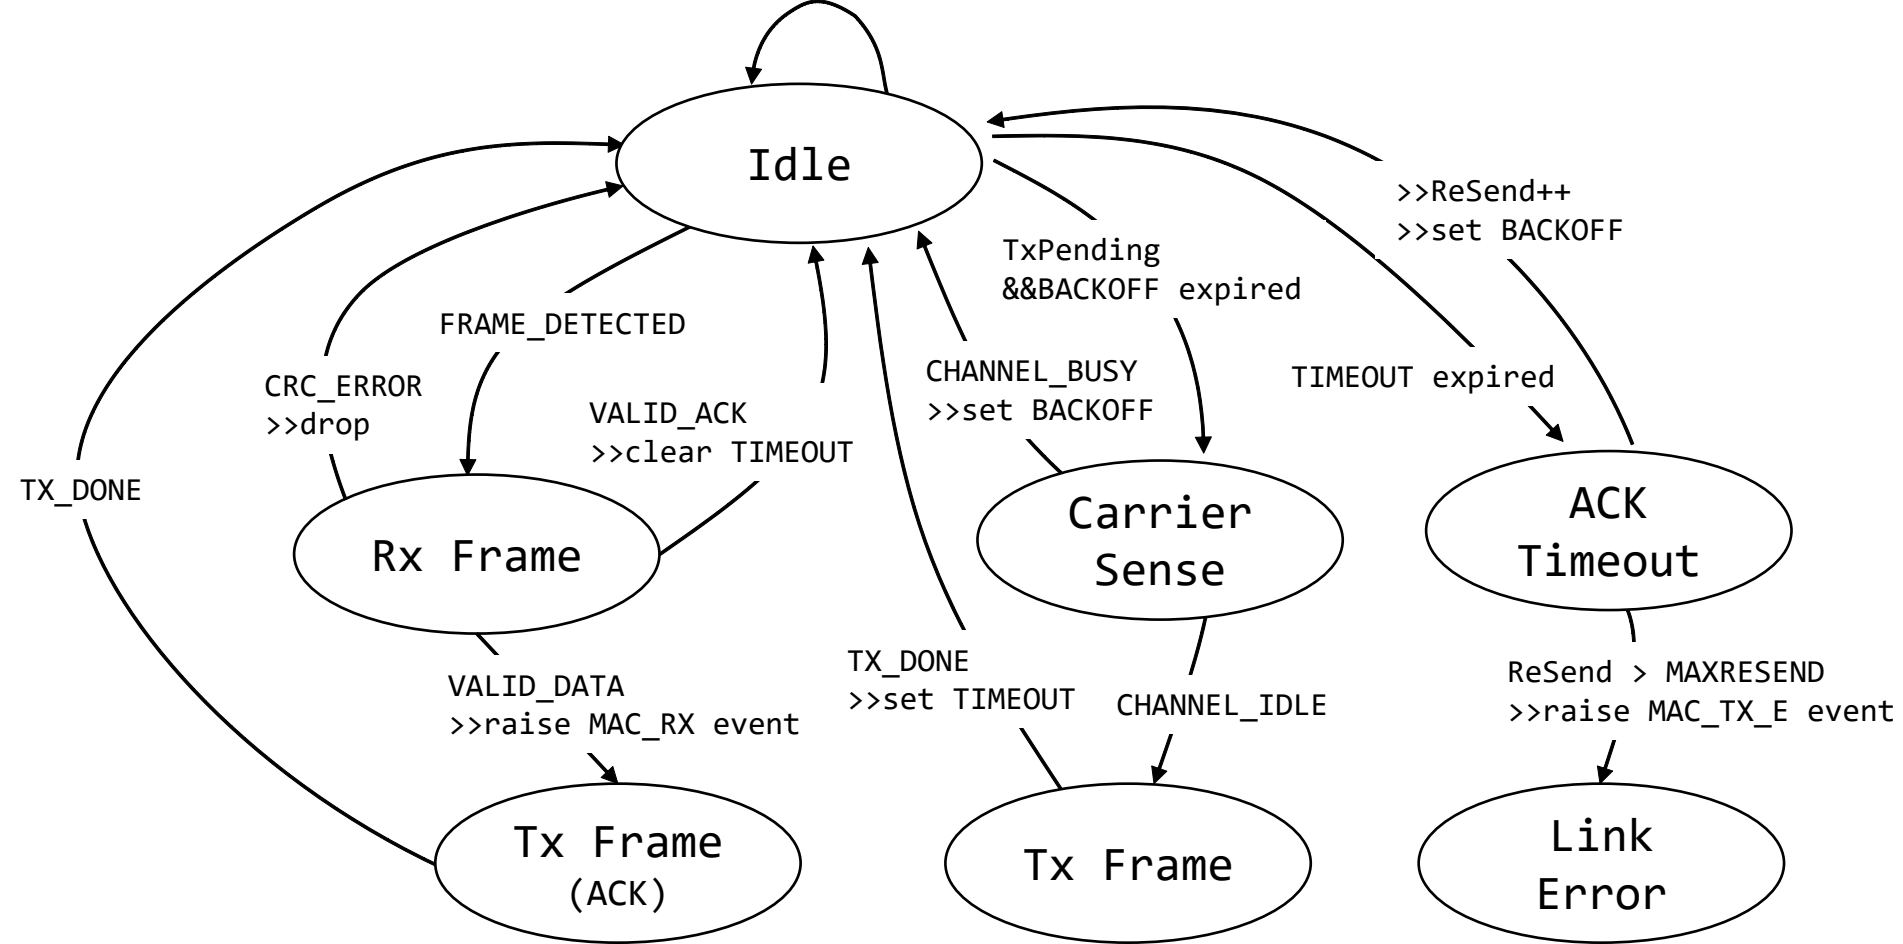 Idle
>>ReSend++
>>set BACKOFF
TxPending
&&BACKOFF expired
FRAME_DETECTED
CRC_ERROR
>>drop
VALID_ACK
>>clear TIMEOUT
CHANNEL_BUSY
>>set BACKOFF
TIMEOUT expired
TX_DONE
Rx Frame
Carrier
Sense
ACK
Timeout
VALID_DATA
>>raise MAC_RX event
TX_DONE
>>set TIMEOUT
CHANNEL_IDLE
ReSend > MAXRESEND
>>raise MAC_TX_E event
Tx Frame
(ACK)
Tx Frame
Link
Error